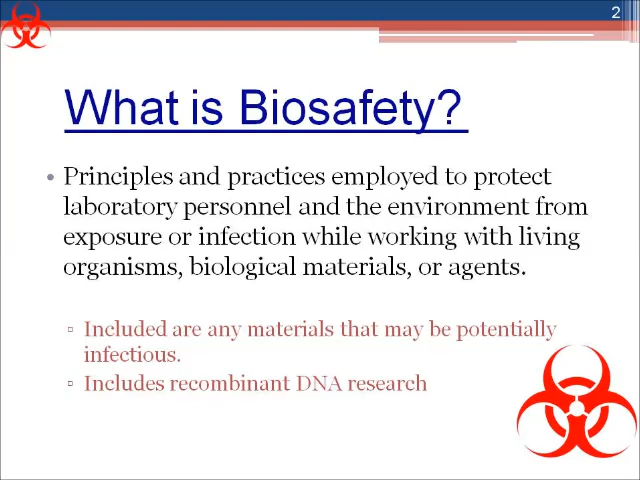 2
What is Biosafety?
• Principles and practices employed to protect
laboratory personnel and the environment from
exposure or infection while working with living
organisms, biological materials, or agents.
▫ Included are any materials that may be potentially
infectious.
▫ Includes recombinant DNA research